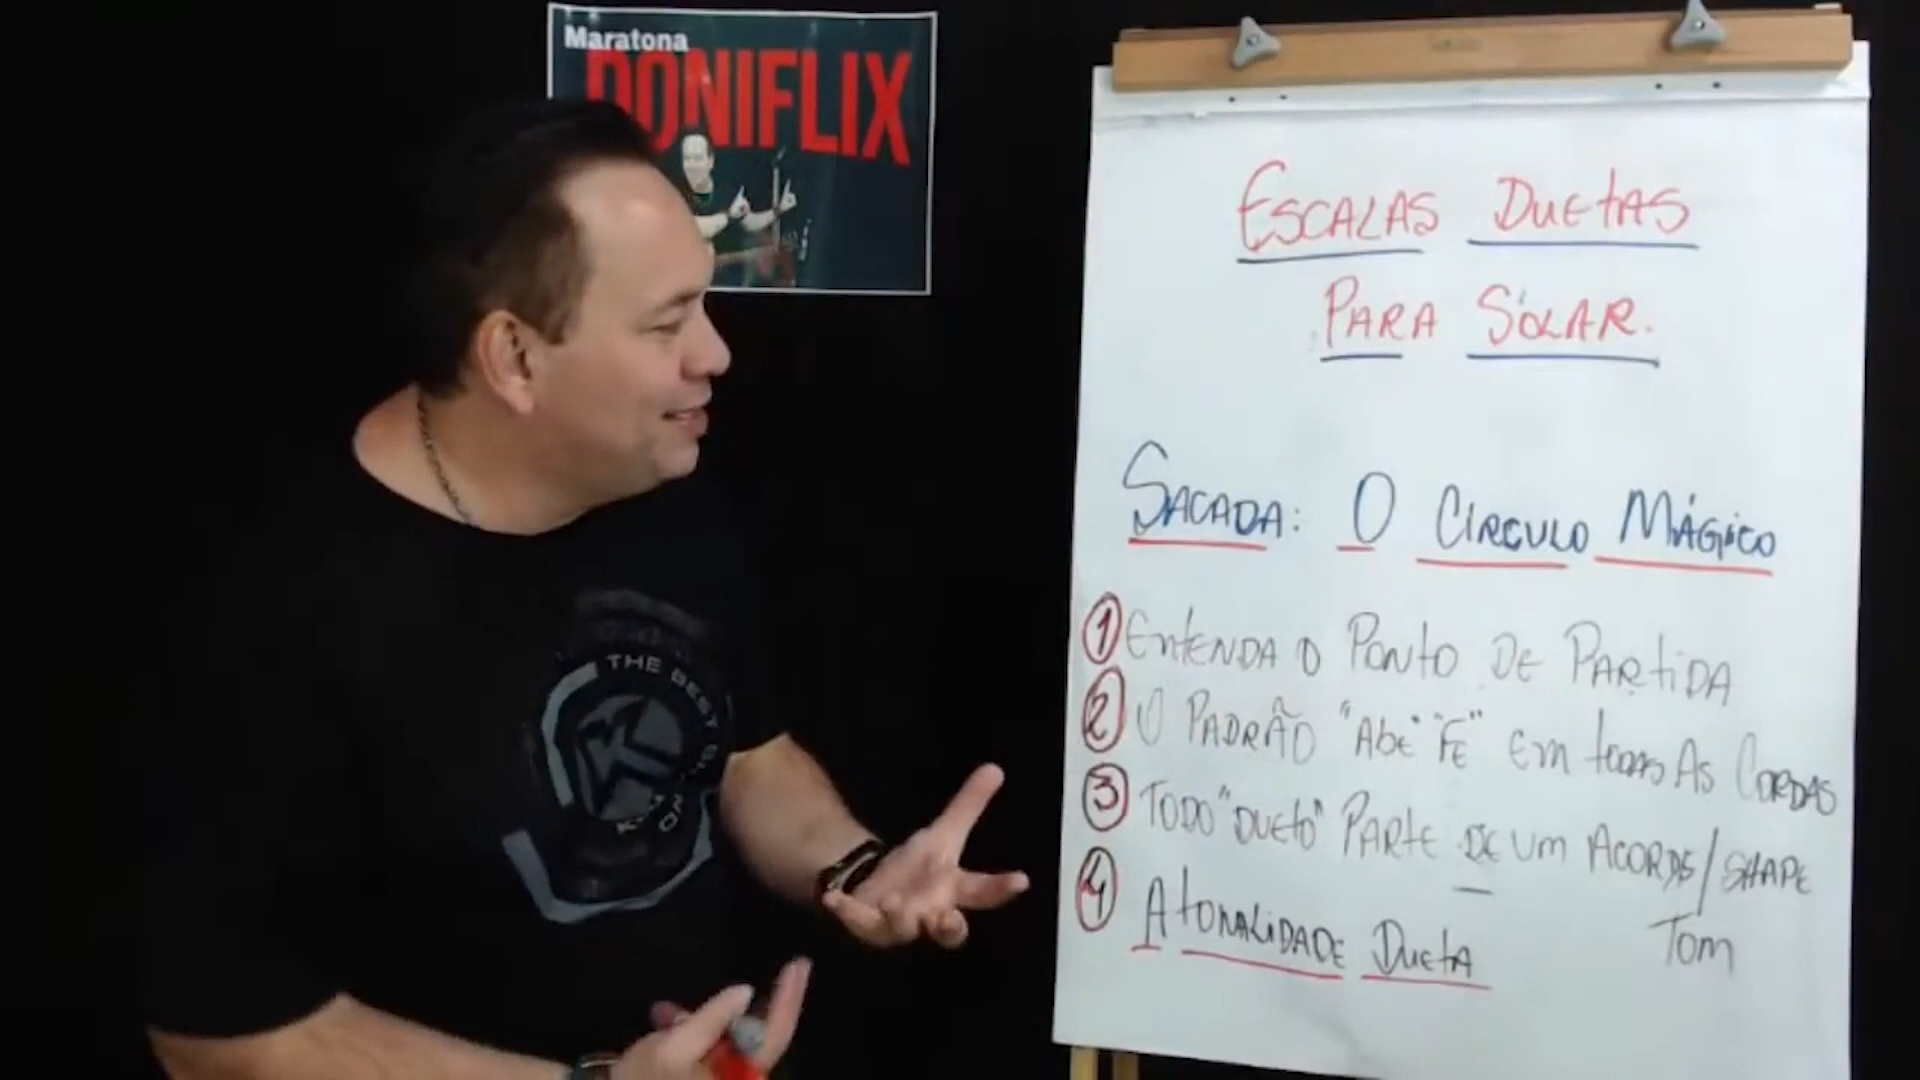 Maratona
DONIFLIX
ESCALAS DUETAS
PARA SOLAR.
SACADA: O CIRCULO MÁGICO
1 ENTENDA O PONTO DE PARTIDA
2 O PADRÃO "Abe" "FE" Em todas AS CORDAS
3 TODO "DUETO" PARTE DE UM ACORDE/SHAPE
TOM
4 ATONALIDADE DUETA
THE BEST
K